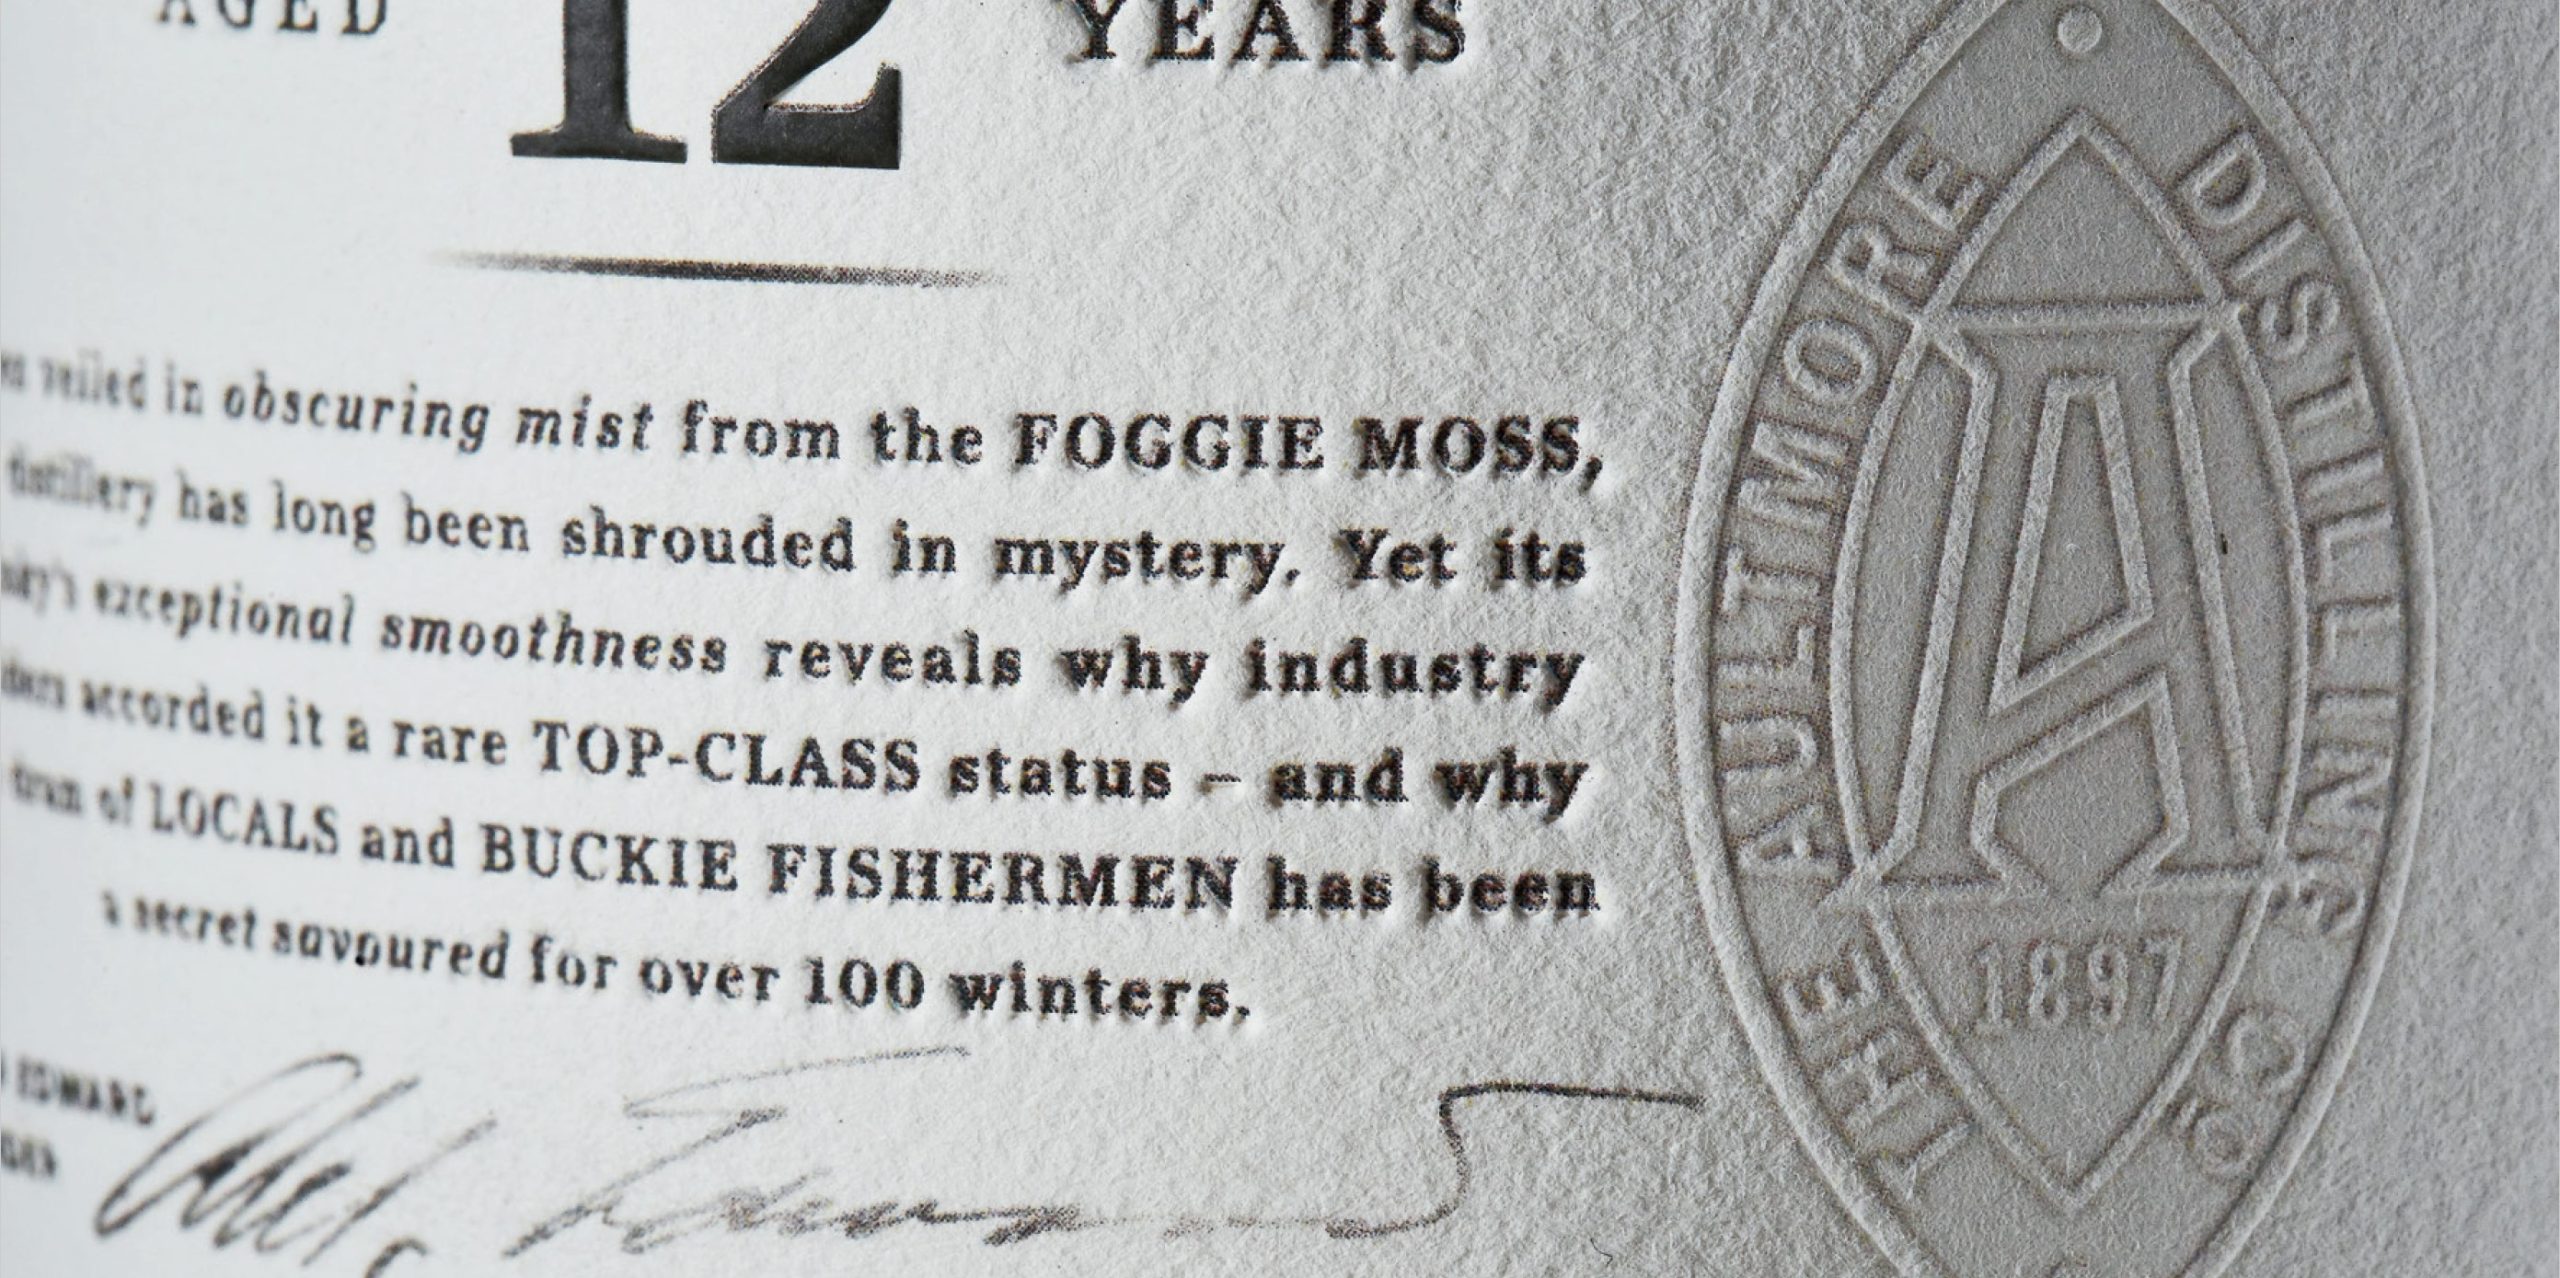 AGED 12 YEARS
veiled in obscuring mist from the FOGGIE MOSS,
distillery has long been shrouded in mystery. Yet its
exceptional smoothness reveals why industry
accorded it a rare TOP-CLASS status – and why
of LOCALS and BUCKIE FISHERMEN has been
a secret savoured for over 100 winters.
THE AULTMORE DISTILLING Co
A
1897